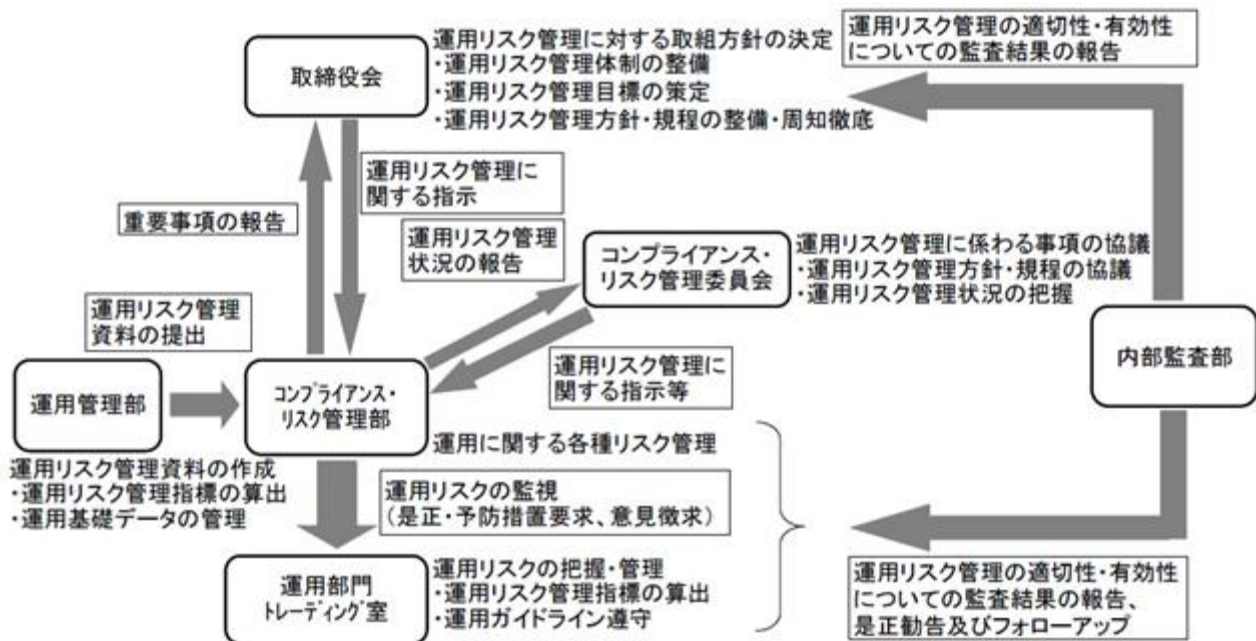 取締役会
運用リスク管理に対する取組方針の決定
・運用リスク管理体制の整備
・運用リスク管理目標の策定
・運用リスク管理方針・規程の整備・周知徹底
運用リスク管理の適切性・有効性
についての監査結果の報告
重要事項の報告
運用リスク管理に
関する指示
運用リスク管理
状況の報告
コンプライアンス・
リスク管理委員会
運用リスク管理に係わる事項の協議
・運用リスク管理方針・規程の協議
・運用リスク管理状況の把握
運用リスク管理
資料の提出
運用リスク管理に
関する指示等
内部監査部
運用管理部
コンプライアンス・
リスク管理部
運用に関する各種リスク管理
運用リスク管理資料の作成
・運用リスク管理指標の算出
・運用基礎データの管理
運用リスクの監視
（是正・予防措置要求、意見徴求）
運用部門
トレーディング室
運用リスクの把握・管理
・運用リスク管理指標の算出
・運用ガイドライン遵守
運用リスク管理の適切性・有効性
についての監査結果の報告、
是正勧告及びフォローアップ